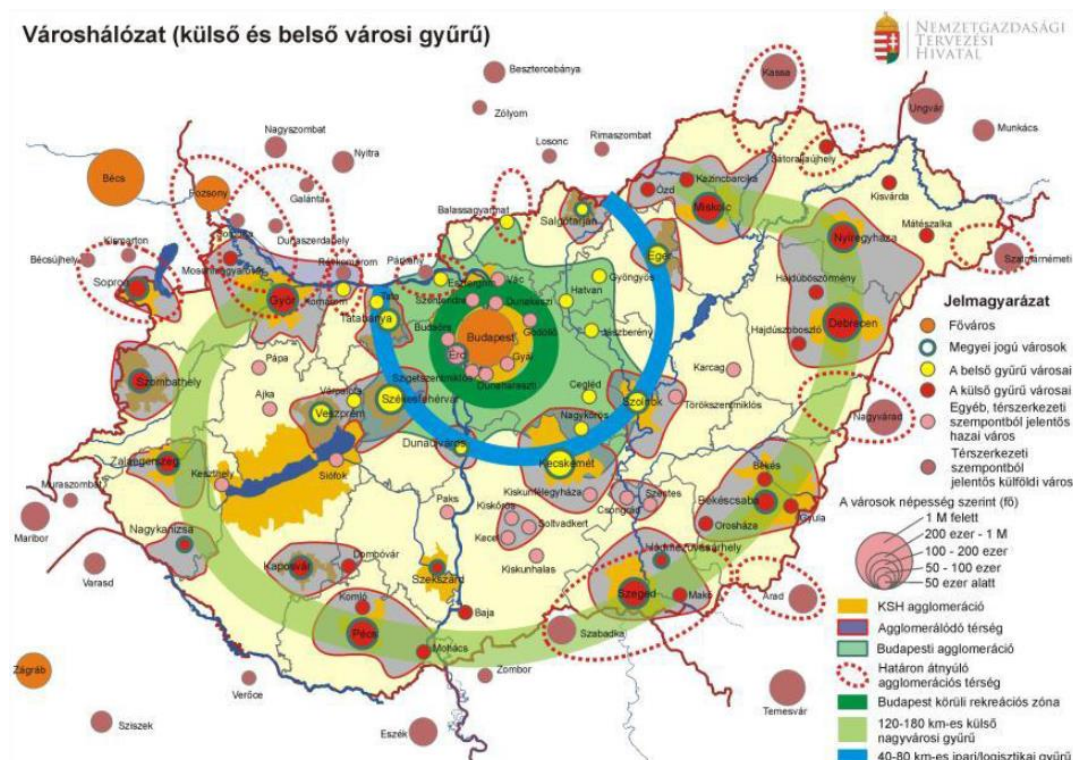 Városhálózat (külső és belső városi gyűrű)
NEMZETGAZDASÁGI
TERVEZÉSI
HIVATAL
Besztercebánya
Kassa
Zólyom
Ungvár
Munkács
Nagyszombat
Nyitra
Losonc
Rimaszombat
Sátoraljaújhely
Bécs
Pozsony
Galánta
Ózd
Kazincbarcika
Kisvárda
Miskolc
Balassagyarmat
Salgótarján
Mátészalka
Kismarton
Dunaszerdahely
Nyíregyháza
Bécsújhely
Mosonmagyaróvár
Révkomárom
Párkány
Eger
Szatmárnémeti
Sopron
Komárom
Esztergom
Vác
Gyöngyös
Hajdúböszörmény
Győr
Tata
Szentendre
Dunakeszi
Hatvan
Tatabánya
Budaörs
Budapest
Gödöllő
Jászberény
Hajdúszoboszló
Debrecen
Pápa
Érd
Gyál
Szombathely
Szigetszentmiklós
Dunaharaszti
Karcag
Ajka
Várpalota
Cegléd
Veszprém
Székesfehérvár
Nagykőrös
Szolnok
Törökszentmiklós
Nagyvárad
Dunaújváros
Zalaegerszeg
Keszthely
Siófok
Kecskemét
Békés
Muraszombat
Kiskunfélegyháza
Csongrád
Szentes
Békéscsaba
Maribor
Paks
Kiskőrös
Soltvadkert
Gyula
Nagykanizsa
Kecel
Orosháza
Varasd
Kaposvár
Dombóvár
Kiskunhalas
Hódmezővásárhely
Szekszárd
Szeged
Makó
Arad
Komló
Baja
Pécs
Szabadka
Mohács
Zágráb
Verőce
Zombor
Temesvár
Sziszek
Eszék
Jelmagyarázat
Főváros
Megyei jogú városok
A belső gyűrű városai
A külső gyűrű városai
Egyéb, térszerkezeti
szempontból jelentős
hazai város
Térszerkezeti
szempontból
jelentős külföldi város
A városok népesség szerint (fő)
1 M felett
200 ezer - 1 M
100 - 200 ezer
50 - 100 ezer
50 ezer alatt
KSH agglomeráció
Agglomerálódó térség
Budapesti agglomeráció
Határon átnyúló
agglomerációs térség
Budapest körüli rekreációs zóna
120-180 km-es külső
nagyvárosi gyűrű
40-80 km-es ipari/logisztikai gyűrű